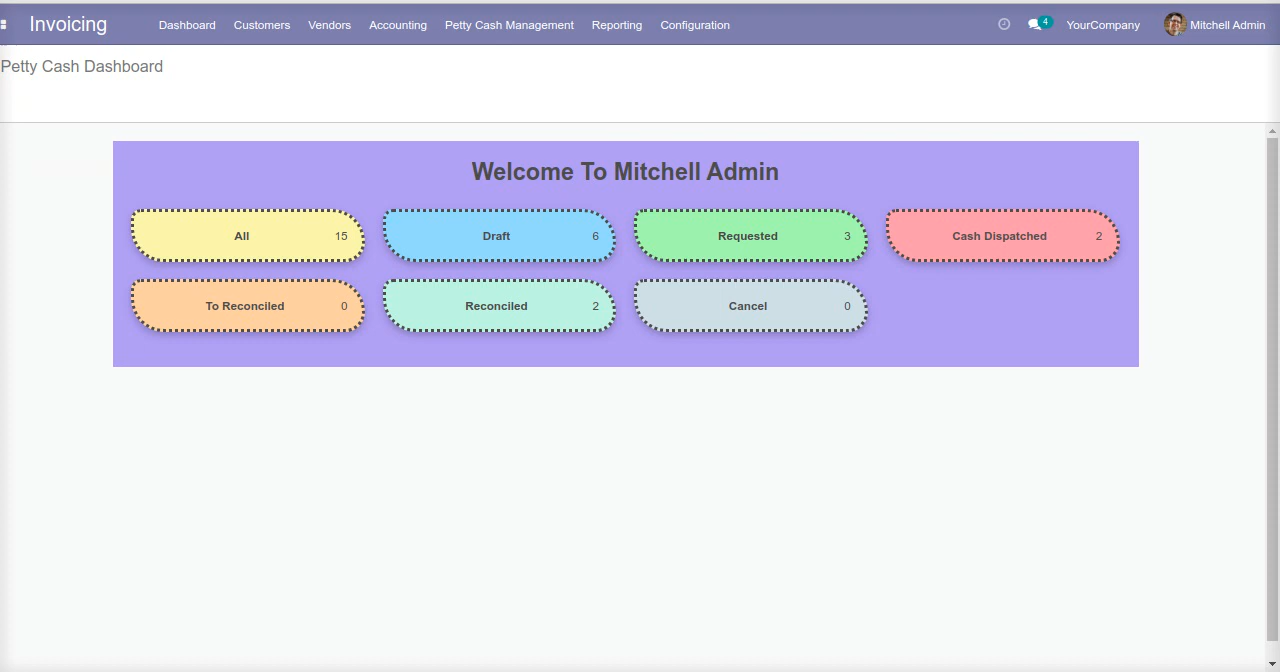 Invoicing Dashboard Customers Vendors Accounting Petty Cash Management Reporting Configuration 4 YourCompany Mitchell Admin
Petty Cash Dashboard
Welcome To Mitchell Admin
All 15 Draft 6 Requested 3 Cash Dispatched 2
To Reconciled 0 Reconciled 2 Cancel 0